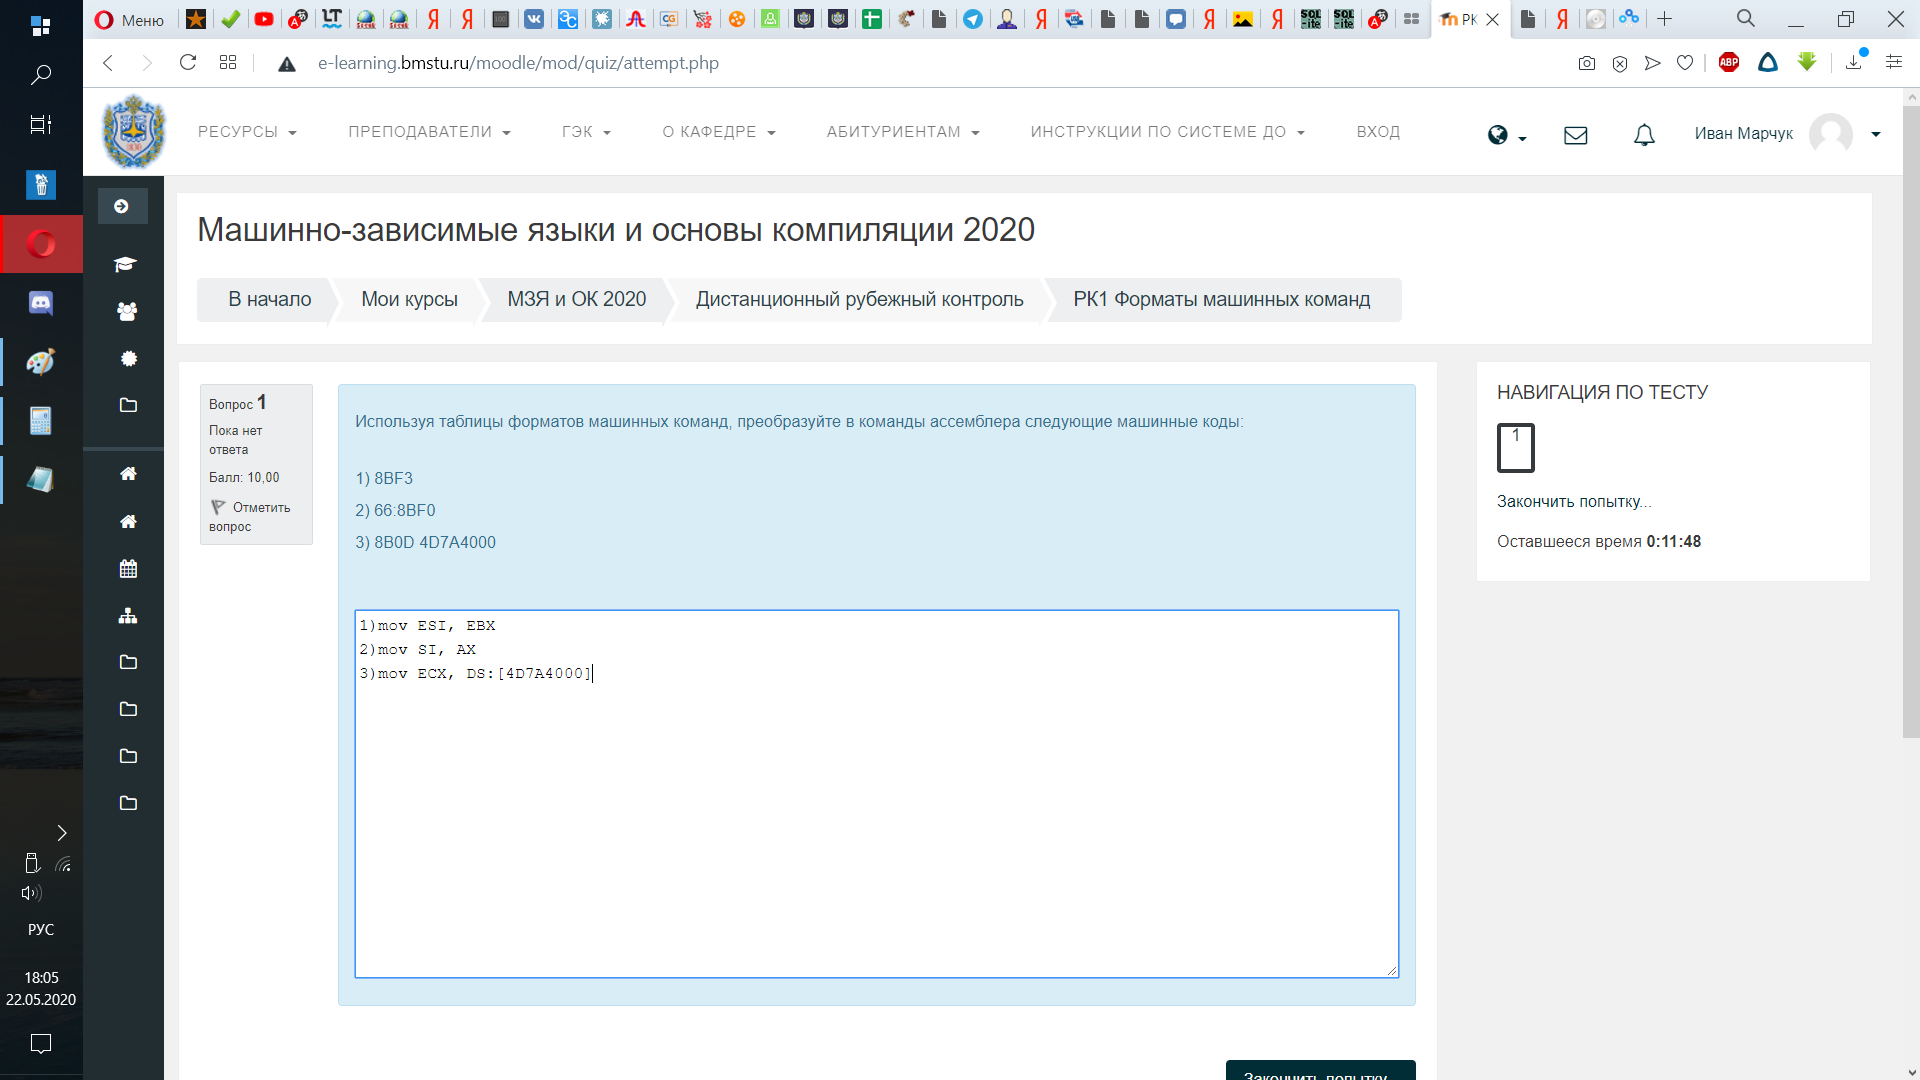 Меню
РК
e-learning.bmstu.ru/moodle/mod/quiz/attempt.php
ABP
РЕСУРСЫ
ПРЕПОДАВАТЕЛИ
ГЭК
О КАФЕДРЕ
АБИТУРИЕНТАМ
ИНСТРУКЦИИ ПО СИСТЕМЕ ДО
ВХОД
Иван Марчук
Машинно-зависимые языки и основы компиляции 2020
В начало
Мои курсы
МЗЯ и ОК 2020
Дистанционный рубежный контроль
РК1 Форматы машинных команд
Вопрос 1
Пока нет
ответа
Балл: 10,00
Отметить
вопрос
Используя таблицы форматов машинных команд, преобразуйте в команды ассемблера следующие машинные коды:
1) 8BF3
2) 66:8BF0
3) 8B0D 4D7A4000
1)mov ESI, EBX
2)mov SI, AX
3)mov ECX, DS:[4D7A4000]
НАВИГАЦИЯ ПО ТЕСТУ
1
Закончить попытку...
Оставшееся время 0:11:48
Закончить попытку...
РУС
18:05
22.05.2020